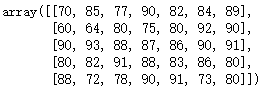 array([[70, 85, 77, 90, 82, 84, 89],
[60, 64, 80, 75, 80, 92, 90],
[90, 93, 88, 87, 86, 90, 91],
[80, 82, 91, 88, 83, 86, 80],
[88, 72, 78, 90, 91, 73, 80]])